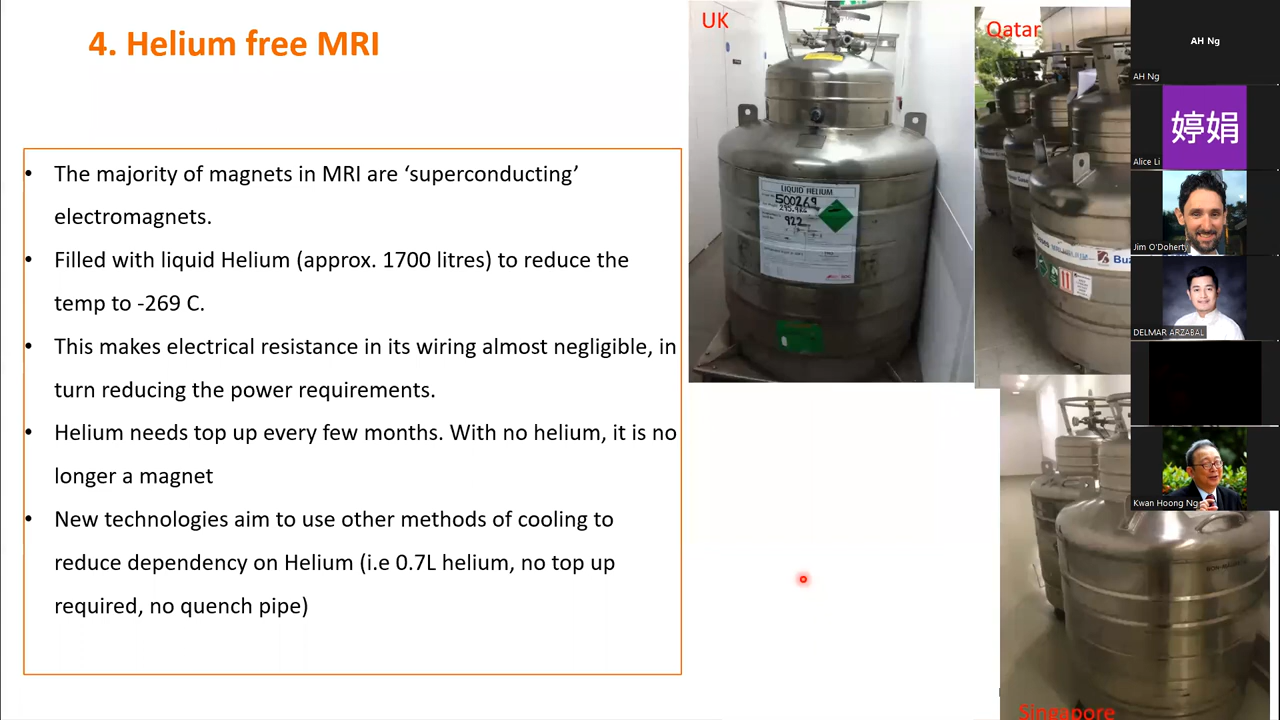 4. Helium free MRI
• The majority of magnets in MRI are ‘superconducting’
electromagnets.
• Filled with liquid Helium (approx. 1700 litres) to reduce the
temp to -269 C.
• This makes electrical resistance in its wiring almost negligible, in
turn reducing the power requirements.
• Helium needs top up every few months. With no helium, it is no
longer a magnet
• New technologies aim to use other methods of cooling to
reduce dependency on Helium (i.e 0.7L helium, no top up
required, no quench pipe)
UK
LIQUID HELIUM
500269
922
Qatar
Buz
Singapore
AH Ng
AH Ng
婷娟
Alice Li
Jim O'Doherty
DELMAR ARZABAL
Kwan Hoong Ng